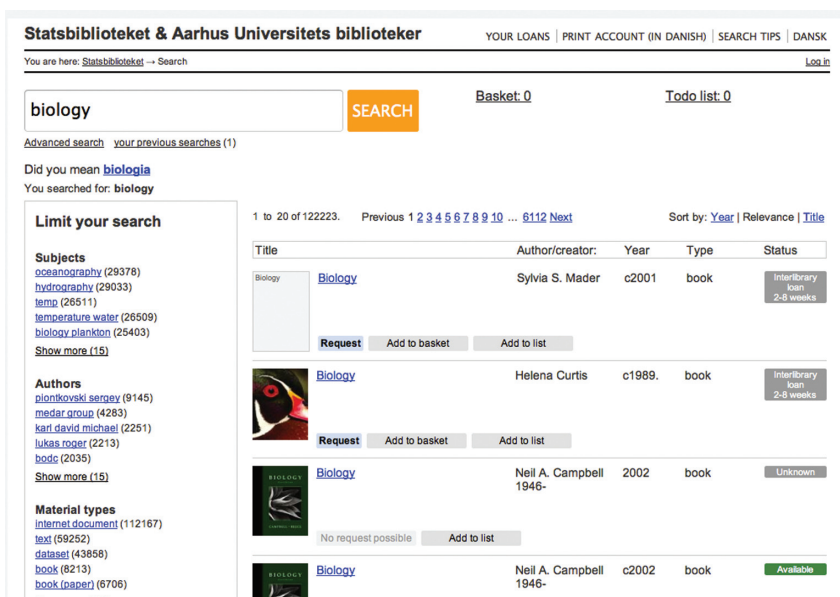 Statsbiblioteket & Aarhus Universitets biblioteker
YOUR LOANS | PRINT ACCOUNT (IN DANISH) | SEARCH TIPS | DANSK
You are here: Statsbiblioteket → Search
Log in
biology
SEARCH
Basket: 0
Todo list: 0
Advanced search your previous searches (1)
Did you mean biologia
You searched for: biology
Limit your search
Subjects
oceanography (29378)
hydrography (29033)
temp (26511)
temperature water (26509)
biology plankton (25403)
Show more (15)
Authors
piontkovski sergey (9145)
medar group (4283)
karl david michael (2251)
lukas roger (2213)
bodc (2035)
Show more (15)
Material types
internet document (112167)
text (59252)
dataset (43858)
book (8213)
book (paper) (6706)
1 to 20 of 122223. Previous 1 2 3 4 5 6 7 8 9 10 ... 6112 Next
Sort by: Year | Relevance | Title
Title Author/creator: Year Type Status
Biology
Biology Sylvia S. Mader c2001 book
Interlibrary
loan
2-8 weeks
Request Add to basket Add to list
Biology Helena Curtis c1989. book
Interlibrary
loan
2-8 weeks
Request Add to basket Add to list
BIOLOGY
CAMPBELL • REECE
Biology Neil A. Campbell 2002 book Unknown
1946-
No request possible Add to list
BIOLOGY
Biology Neil A. Campbell c2002 book Available
1946-